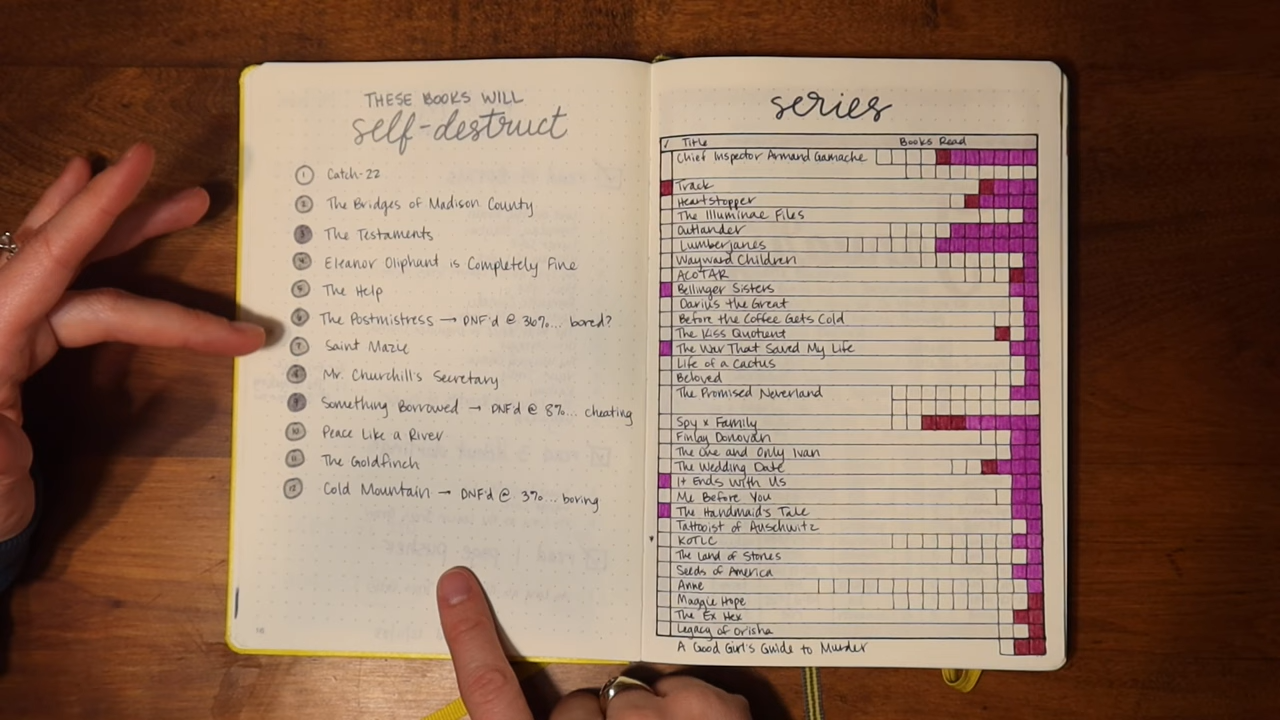 THESE BOOKS WILL
self-destruct
1 Catch-22
2 The Bridges of Madison County
3 The Testaments
4 Eleanor Oliphant is Completely Fine
5 The Help
6 The Postmistress → DNF'd @ 36%... bored?
7 Saint Mazie
8 Mr. Churchill's Secretary
9 Something Borrowed → DNF'd @ 8%... cheating
10 Peace Like a River
11 The Goldfinch
12 Cold Mountain → DNF'd @ 3%... boring
series
✓ Title Books Read
Chief Inspector Armand Gamache
Track
Heartstopper
The Illuminae Files
Outlander
Lumberjanes
Wayward Children
ACOTAR
Bellinger Sisters
Darius the Great
Before the Coffee Gets Cold
The Kiss Quotient
The War That Saved My Life
Life of a Cactus
Beloved
The Promised Neverland
Spy x Family
Finlay Donovan
The One and Only Ivan
The Wedding Date
It Ends With Us
Me Before You
The Handmaid's Tale
Tattooist of Auschwitz
KOTLC
The Land of Stories
Seeds of America
Anne
Maggie Hope
The Ex Hex
Legacy of Orisha
A Good Girl's Guide to Murder